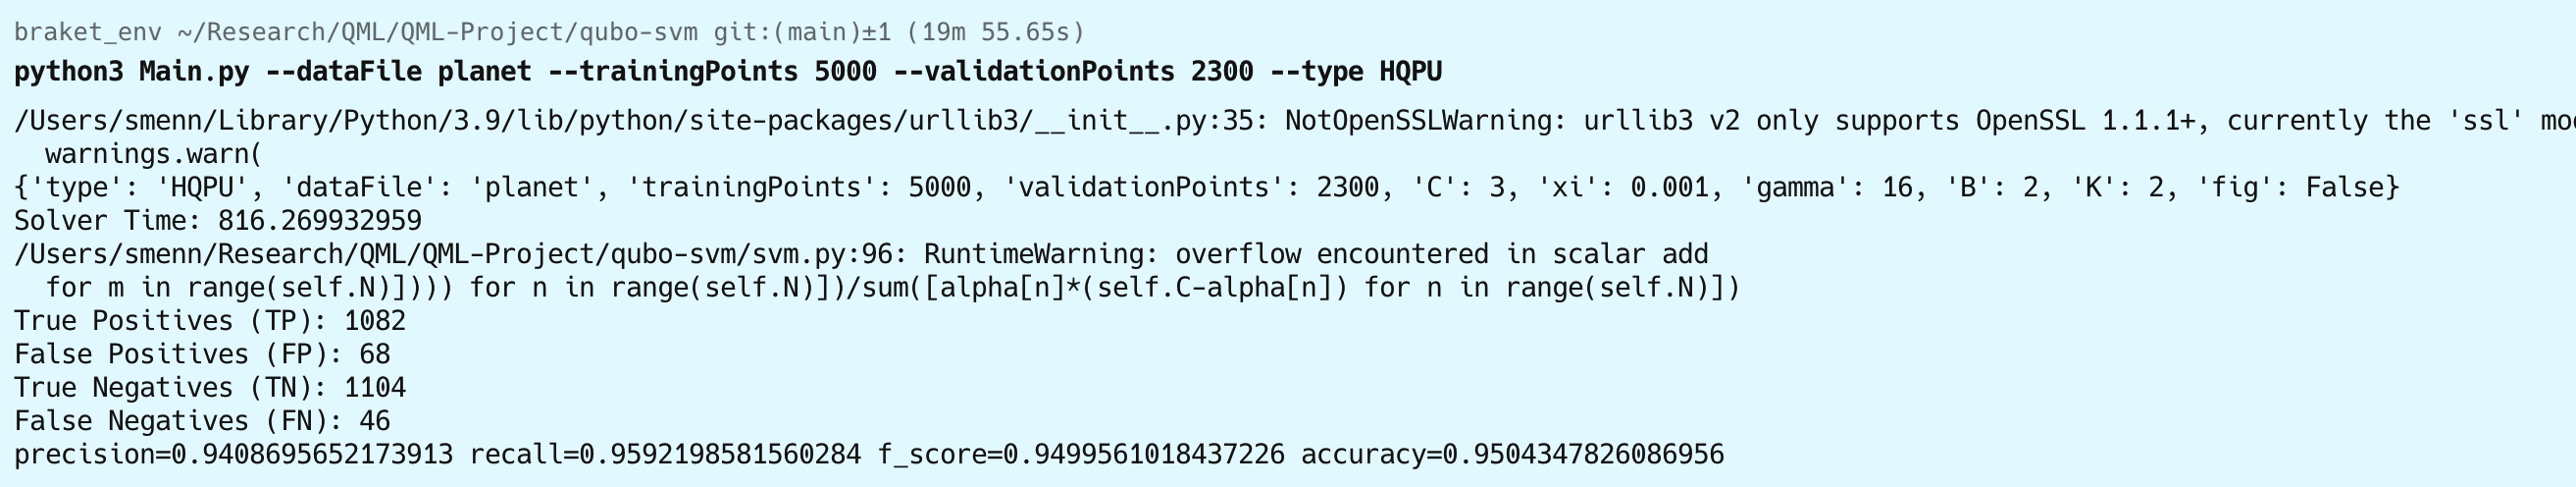 braket_env ~/Research/QML/QML-Project/qubo-svm git:(main)±1 (19m 55.65s)
python3 Main.py --dataFile planet --trainingPoints 5000 --validationPoints 2300 --type HQPU
/Users/smenn/Library/Python/3.9/lib/python/site-packages/urllib3/__init__.py:35: NotOpenSSLWarning: urllib3 v2 only supports OpenSSL 1.1.1+, currently the 'ssl'
  warnings.warn(
{'type': 'HQPU', 'dataFile': 'planet', 'trainingPoints': 5000, 'validationPoints': 2300, 'C': 3, 'xi': 0.001, 'gamma': 16, 'B': 2, 'K': 2, 'fig': False}
Solver Time: 816.269932959
/Users/smenn/Research/QML/QML-Project/qubo-svm/svm.py:96: RuntimeWarning: overflow encountered in scalar add
  for m in range(self.N)]))) for n in range(self.N)])/sum([alpha[n]*(self.C-alpha[n]) for n in range(self.N)])
True Positives (TP): 1082
False Positives (FP): 68
True Negatives (TN): 1104
False Negatives (FN): 46
precision=0.9408695652173913 recall=0.9592198581560284 f_score=0.9499561018437226 accuracy=0.9504347826086956